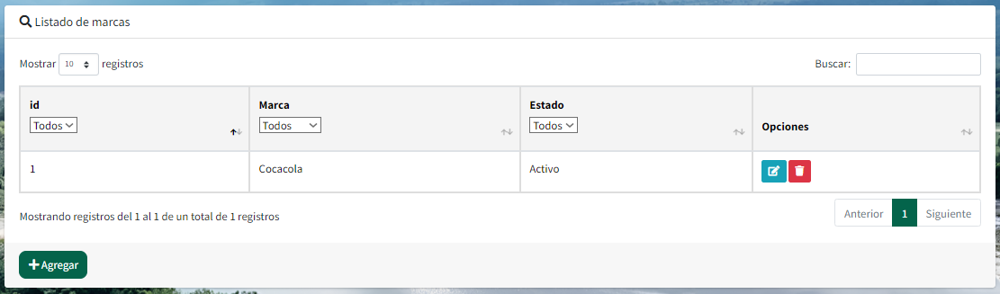 Listado de marcas
Mostrar 10 registros
Buscar:
id
Marca
Estado
Todos
Todos
Todos
Opciones
1
Cocacola
Activo
Mostrando registros del 1 al 1 de un total de 1 registros
Anterior
1
Siguiente
Agregar